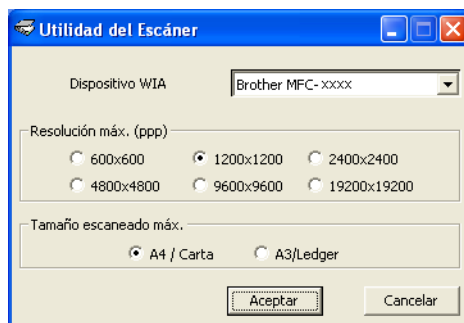 Utilidad del Escáner
Dispositivo WIA Brother MFC-xxxx
Resolución máx. (ppp)
600x600 1200x1200 2400x2400
4800x4800 9600x9600 19200x19200
Tamaño escaneado máx.
A4 / Carta A3/Ledger
Aceptar Cancelar